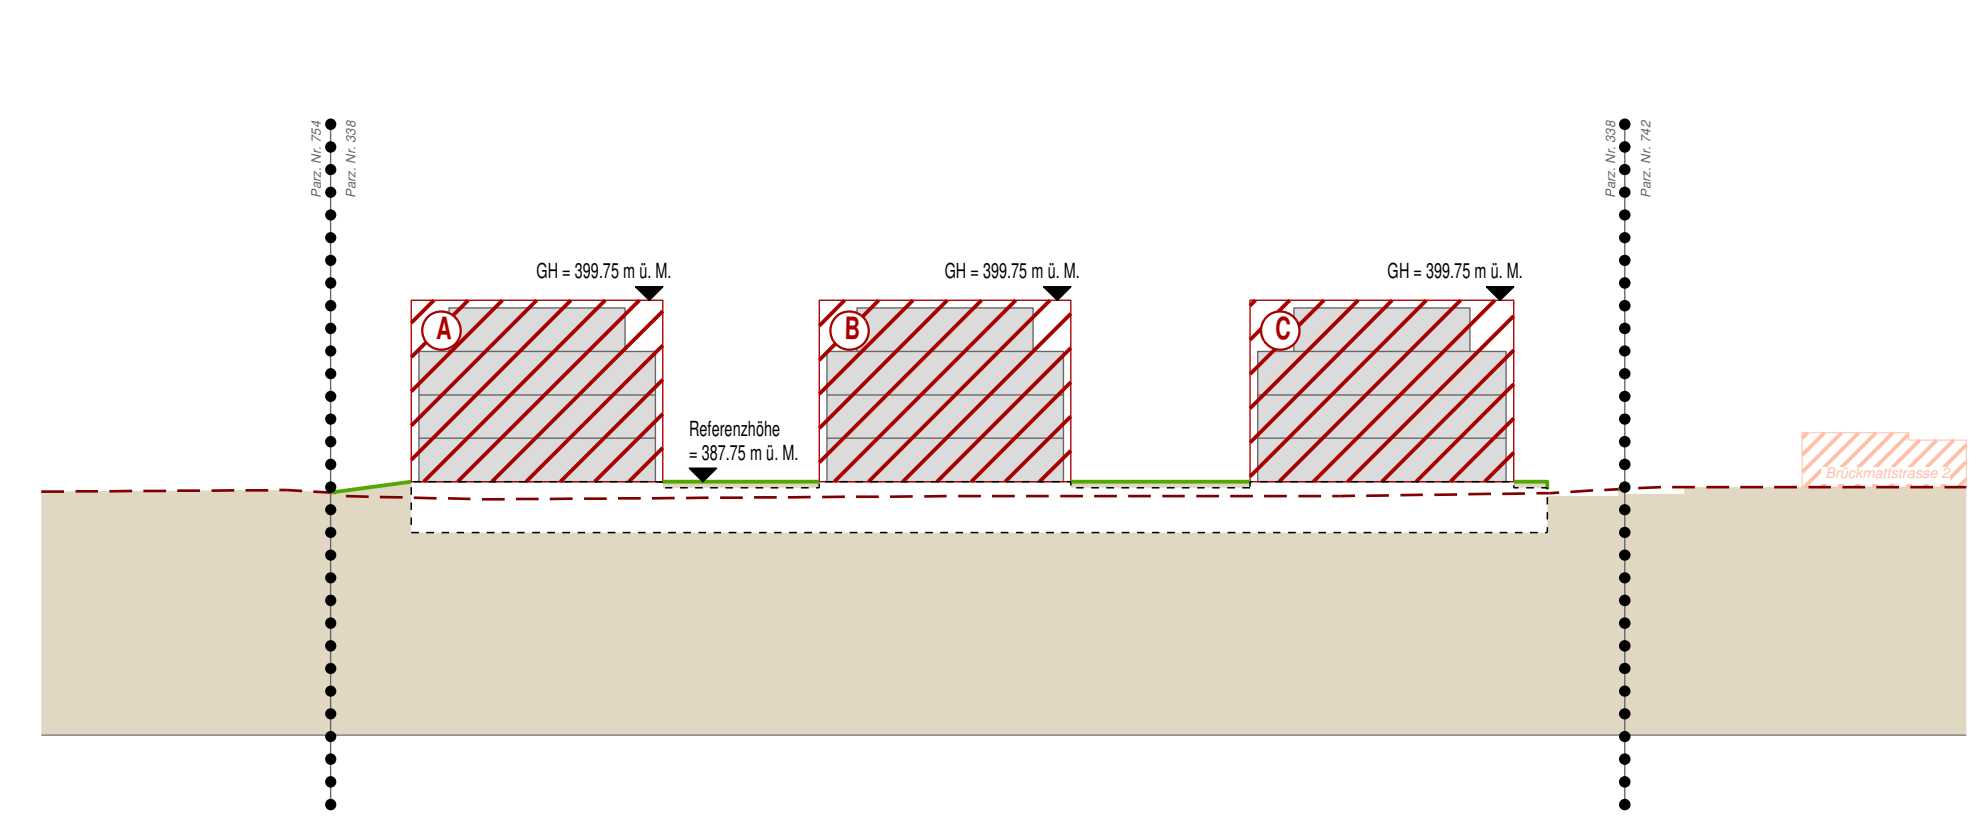 Parz. Nr. 754
Parz. Nr. 338
Parz. Nr. 338
Parz. Nr. 742
GH = 399.75 m ü. M.
GH = 399.75 m ü. M.
GH = 399.75 m ü. M.
A
B
C
Referenzhöhe
= 387.75 m ü. M.
Brückmattstrasse 2